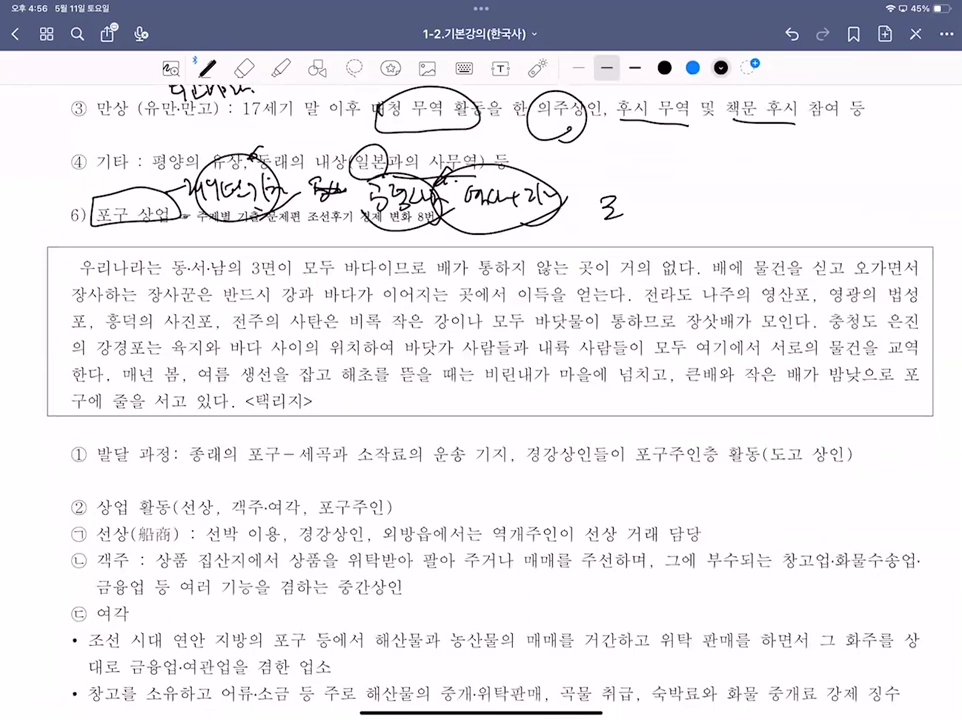 오후 4:56 5월 11일 토요일
45%
1-2.기본강의(한국사)
③ 만상 (유만·만고) : 17세기 말 이후 대청 무역 활동을 한 의주상인, 후시 무역 및 책문 후시 참여 등
④ 기타 : 평양의 유상, 동래의 내상(일본과의 사무역) 등
6) 포구 상업 주제별 기출 문제편 조선후기 경제 변화 8번
우리나라는 동·서·남의 3면이 모두 바다이므로 배가 통하지 않는 곳이 거의 없다. 배에 물건을 싣고 오가면서
장사하는 장사꾼은 반드시 강과 바다가 이어지는 곳에서 이득을 얻는다. 전라도 나주의 영산포, 영광의 법성
포, 흥덕의 사진포, 전주의 사탄은 비록 작은 강이나 모두 바닷물이 통하므로 장삿배가 모인다. 충청도 은진
의 강경포는 육지와 바다 사이의 위치하여 바닷가 사람들과 내륙 사람들이 모두 여기에서 서로의 물건을 교역
한다. 매년 봄, 여름 생선을 잡고 해초를 뜯을 때는 비린내가 마을에 넘치고, 큰배와 작은 배가 밤낮으로 포
구에 줄을 서고 있다. <택리지>
① 발달 과정: 종래의 포구－세곡과 소작료의 운송 기지, 경강상인들이 포구주인층 활동(도고 상인)
② 상업 활동(선상, 객주·여각, 포구주인)
㉠ 선상(船商) : 선박 이용, 경강상인, 외방읍에서는 역개주인이 선상 거래 담당
㉡ 객주 : 상품 집산지에서 상품을 위탁받아 팔아 주거나 매매를 주선하며, 그에 부수되는 창고업·화물수송업·
금융업 등 여러 기능을 겸하는 중간상인
㉢ 여각
• 조선 시대 연안 지방의 포구 등에서 해산물과 농산물의 매매를 거간하고 위탁 판매를 하면서 그 화주를 상
대로 금융업·여관업을 겸한 업소
• 창고를 소유하고 어류·소금 등 주로 해산물의 중개·위탁판매, 곡물 취급, 숙박료와 화물 중개료 강제 징수